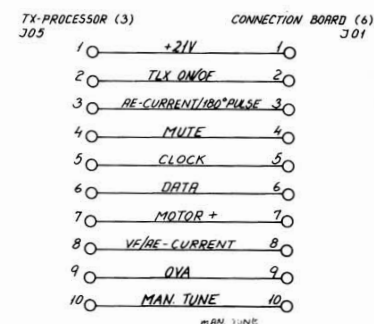 TX-PROCESSOR (3) CONNECTION BOARD (6)
J05 J01
1 +21V 1
2 TLX ON/OF 2
3 AE-CURRENT/180° PULSE 3
4 MUTE 4
5 CLOCK 5
6 DATA 6
7 MOTOR + 7
8 VF/AE-CURRENT 8
9 OVA 9
10 MAN. TUNE 10
MAN. TUNE